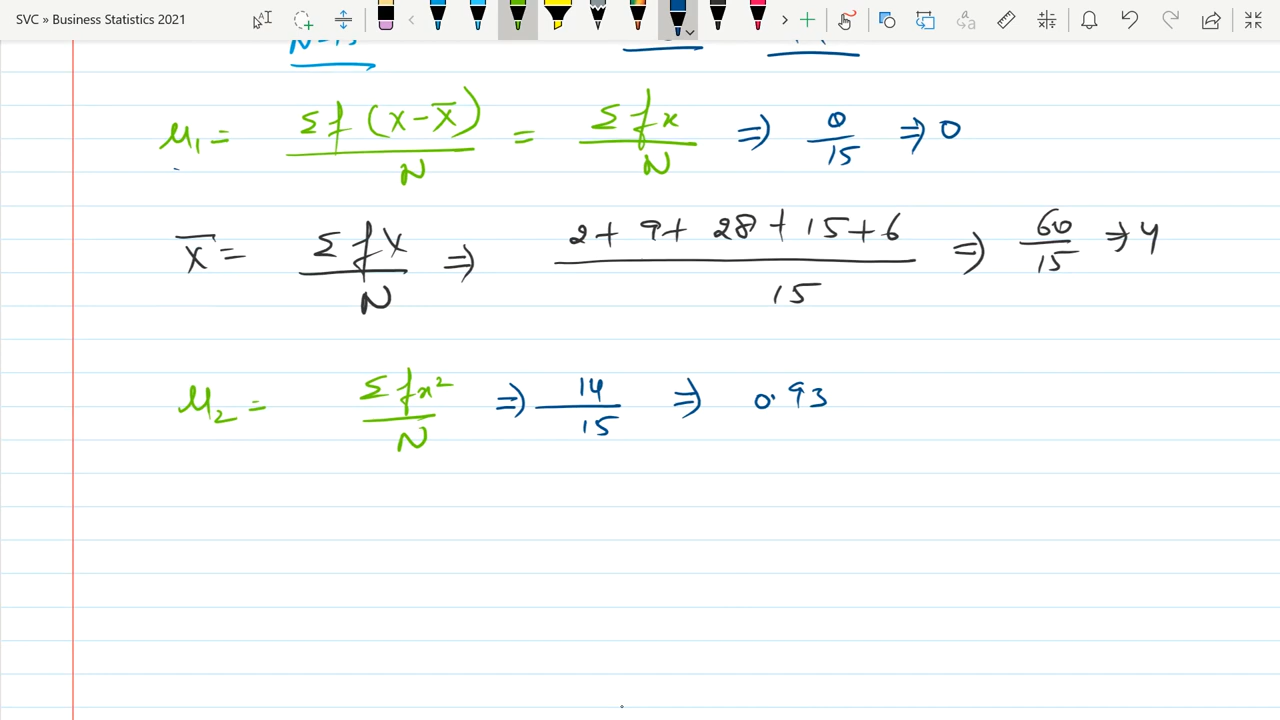 SVC » Business Statistics 2021
N=15
μ₁ = Σf(X-X̄)/N = Σfx/N ⇒ 0/15 ⇒ 0
X̄ = ΣfX/N ⇒ 2+9+28+15+6/15 ⇒ 60/15 ⇒ 4
μ₂ = Σfx²/N ⇒ 14/15 ⇒ 0.93